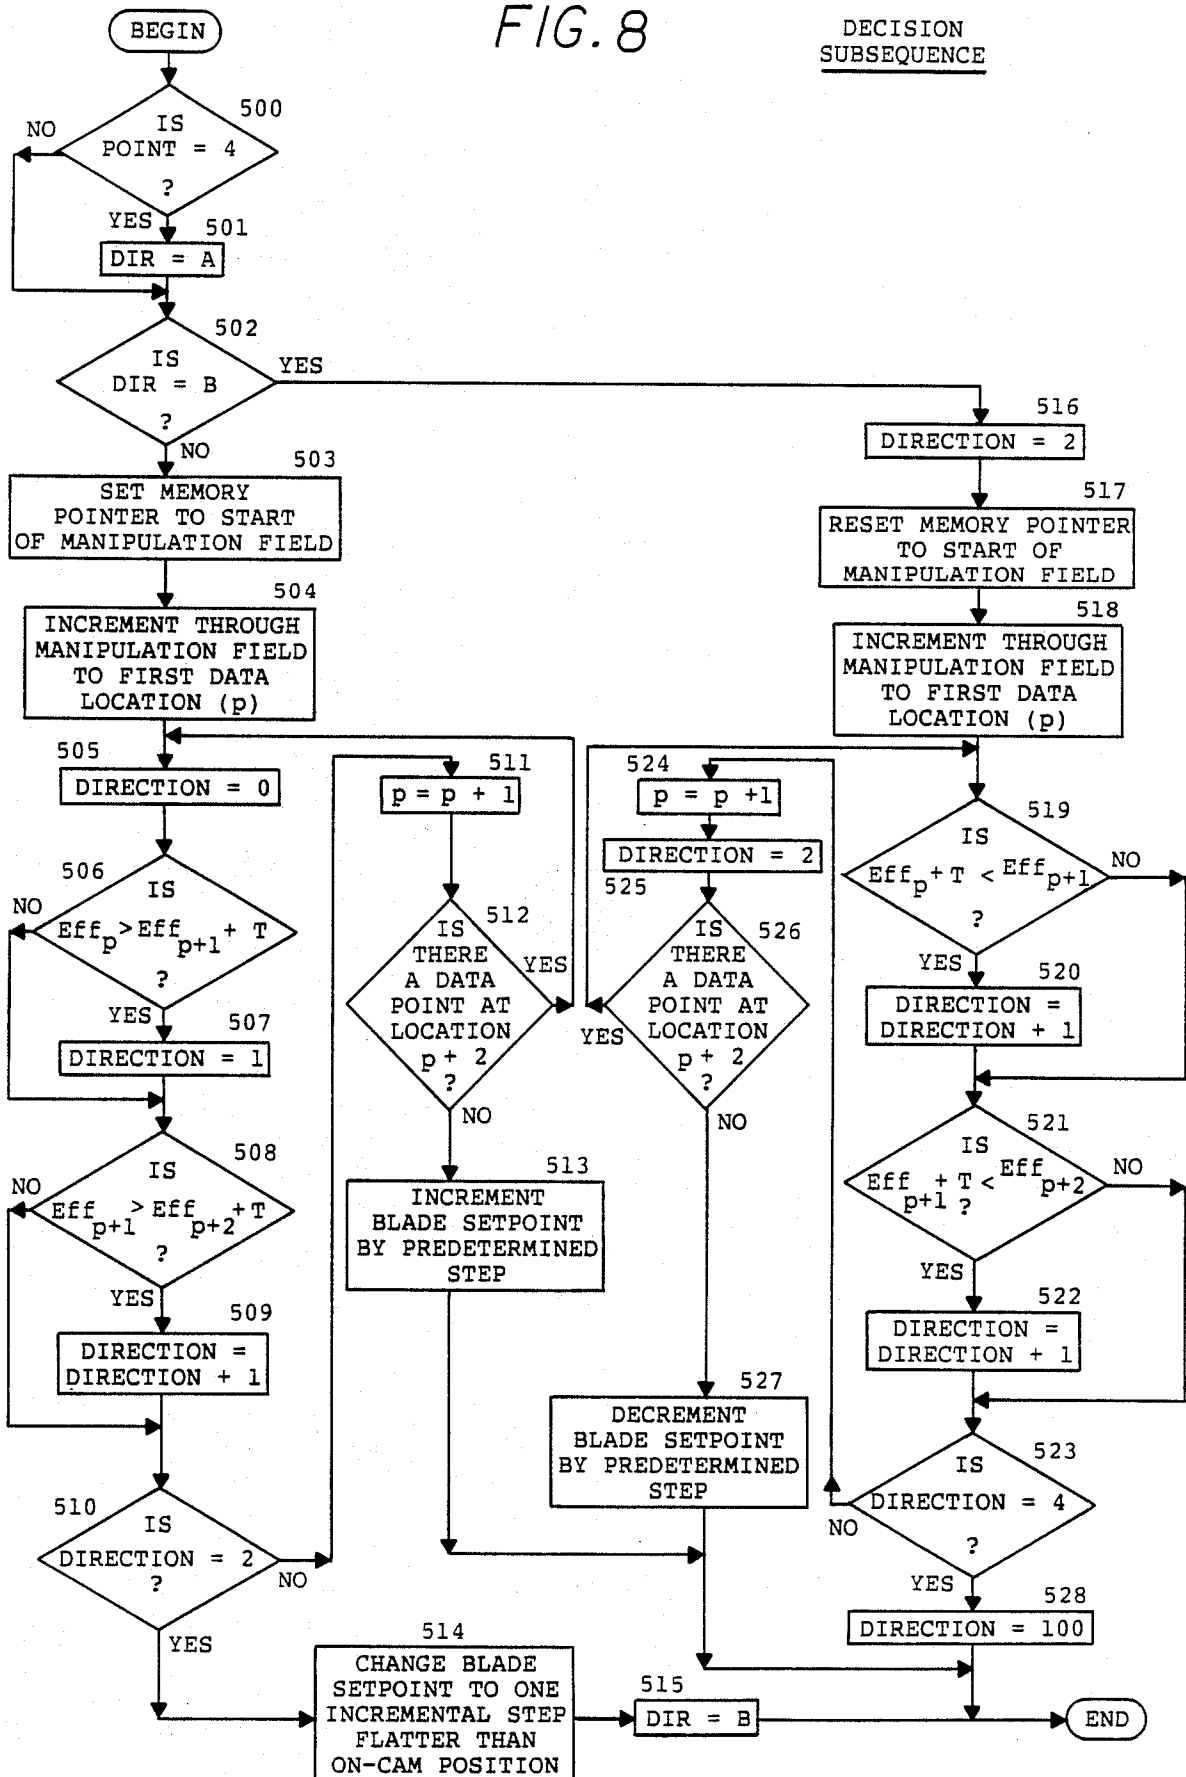 FIG. 8
DECISION
SUBSEQUENCE
BEGIN
500
IS
POINT = 4
?
NO
YES
501
DIR = A
502
IS
DIR = B
?
YES
NO
503
SET MEMORY
POINTER TO START
OF MANIPULATION FIELD
504
INCREMENT THROUGH
MANIPULATION FIELD
TO FIRST DATA
LOCATION (p)
505
DIRECTION = 0
506
IS
Eff_p > Eff_p+1 + T
?
NO
YES
507
DIRECTION = 1
508
IS
Eff_p+1 > Eff_p+2 + T
?
NO
YES
509
DIRECTION =
DIRECTION + 1
510
IS
DIRECTION = 2
?
NO
YES
511
p = p + 1
512
IS
THERE
A DATA
POINT AT
LOCATION
p + 2
?
YES
NO
513
INCREMENT
BLADE SETPOINT
BY PREDETERMINED
STEP
514
CHANGE BLADE
SETPOINT TO ONE
INCREMENTAL STEP
FLATTER THAN
ON-CAM POSITION
515
DIR = B
516
DIRECTION = 2
517
RESET MEMORY POINTER
TO START OF
MANIPULATION FIELD
518
INCREMENT THROUGH
MANIPULATION FIELD
TO FIRST DATA
LOCATION (p)
519
IS
Eff_p + T < Eff_p+1
?
NO
YES
520
DIRECTION =
DIRECTION + 1
521
IS
Eff_p+1 + T < Eff_p+2
?
NO
YES
522
DIRECTION =
DIRECTION + 1
523
IS
DIRECTION = 4
?
NO
YES
524
p = p +1
DIRECTION = 2
525
526
IS
THERE
A DATA
POINT AT
LOCATION
p + 2
?
YES
NO
527
DECREMENT
BLADE SETPOINT
BY PREDETERMINED
STEP
528
DIRECTION = 100
END